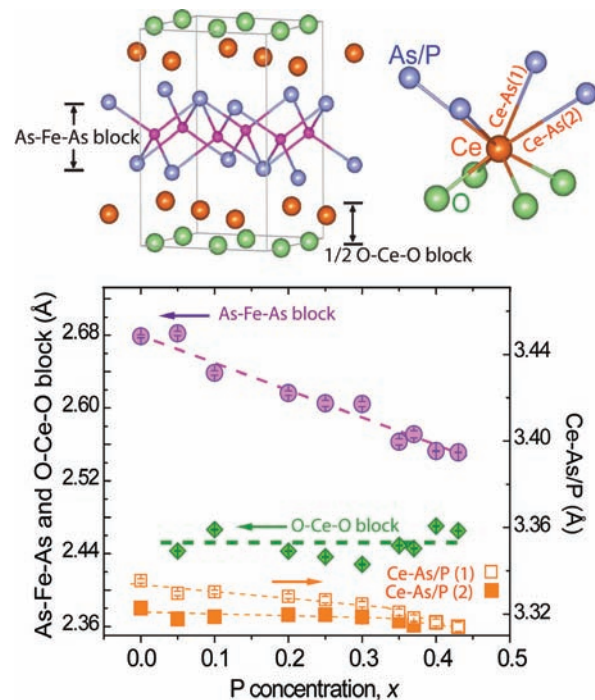 As/P
As-Fe-As block
Ce-As(1)
Ce-As(2)
Ce
O
1/2 O-Ce-O block
As-Fe-As and O-Ce-O block (Å)
2.68
2.60
2.52
2.44
2.36
As-Fe-As block
O-Ce-O block
Ce-As/P (1)
Ce-As/P (2)
3.44
3.40
3.36
3.32
Ce-As/P (Å)
0.0 0.1 0.2 0.3 0.4 0.5
P concentration, x